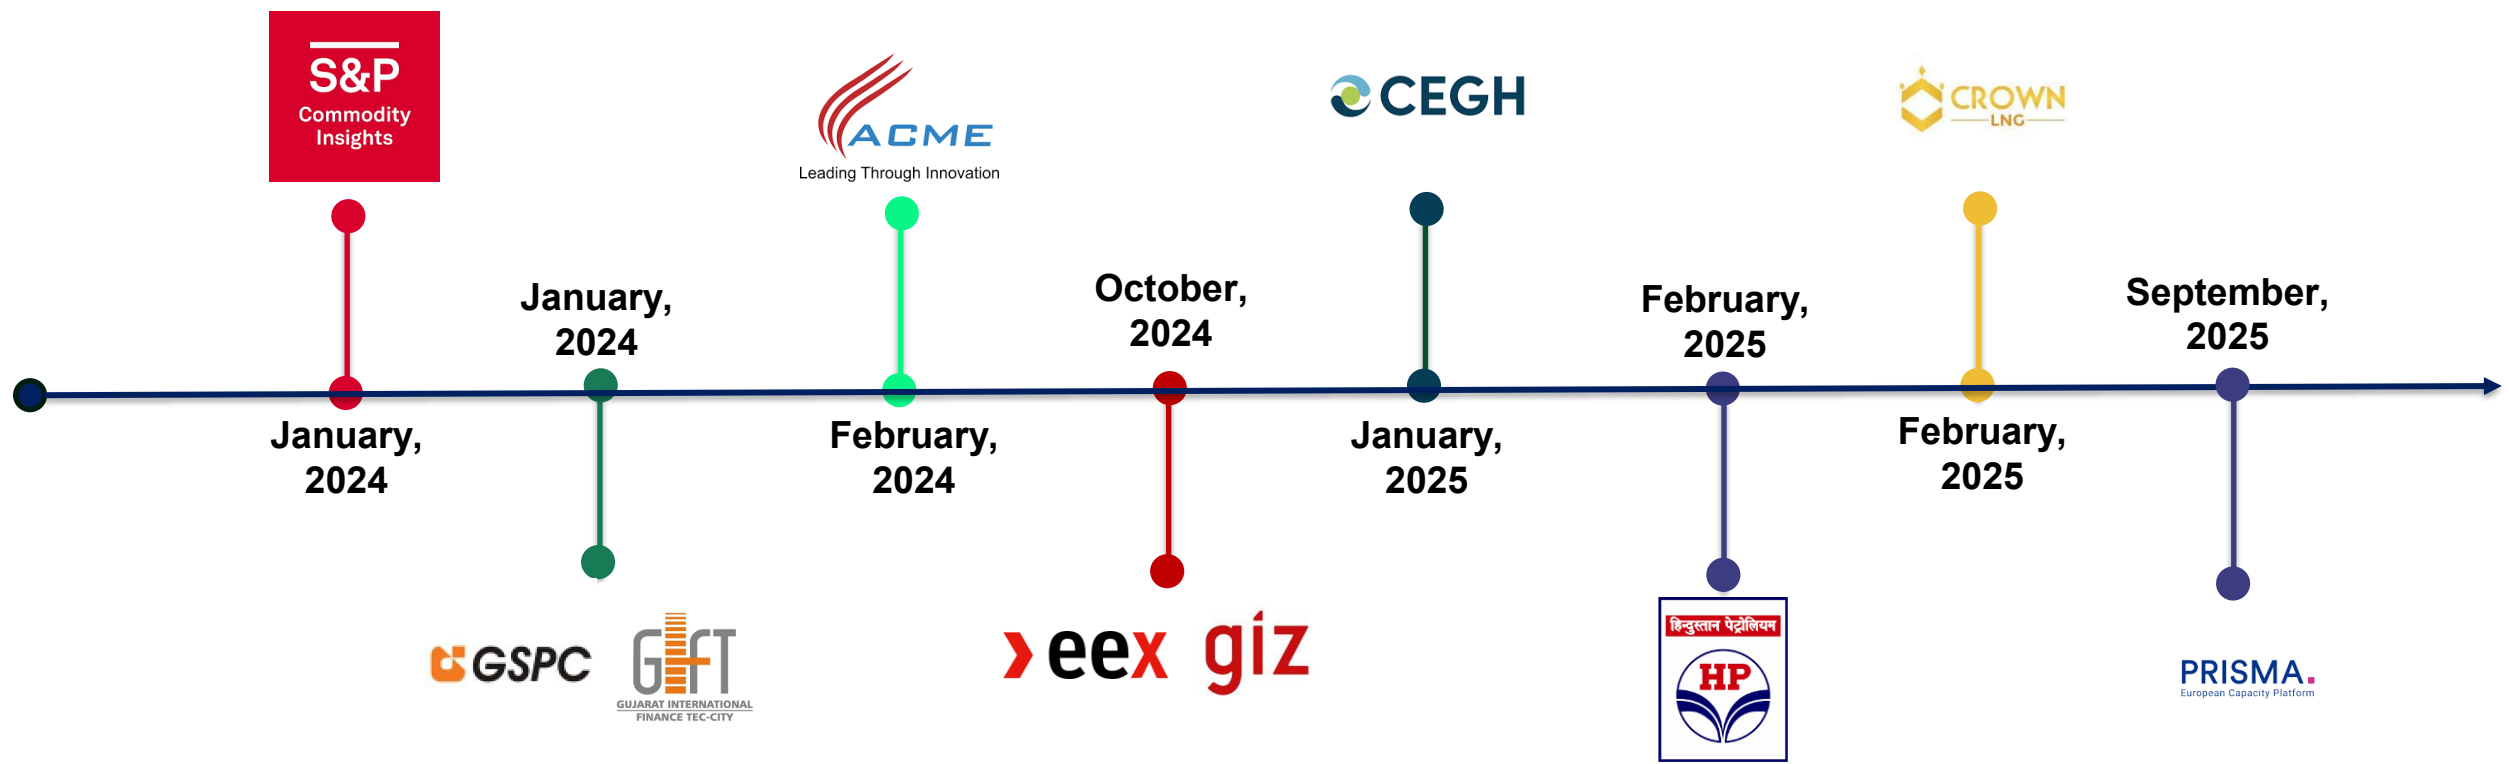 S&P
Commodity
Insights
ACME
Leading Through Innovation
CEGH
CROWN
LNG
January,
2024
October,
2024
February,
2025
September,
2025
January,
2024
February,
2024
January,
2025
February,
2025
GSPC
GIFT
GUJARAT INTERNATIONAL
FINANCE TEC-CITY
eex
giz
हिन्दुस्तान पेट्रोलियम
HP
PRISMA.
European Capacity Platform